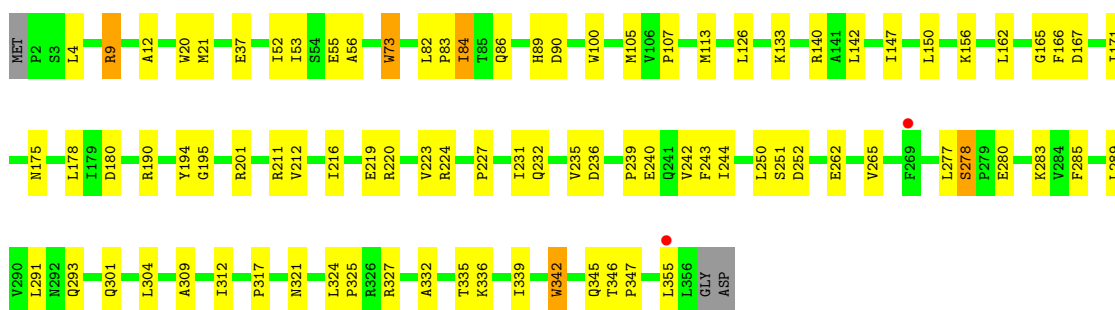 MET P2 S3 L4 R9 A12 W20 M21 E37 I52 I53 S54 E55 A56 W73 L82 P83 I84 T85 Q86 H89 D90 W100 M105 V106 P107 M113 L126 K133 R140 A141 L142 I147 L150 K156 L162 G165 F166 D167
N175 L178 I179 D180 R190 Y194 G195 R201 R211 V212 I216 E219 R220 V223 R224 P227 I231 Q232 V235 D236 P239 E240 Q241 V242 F243 I244 L250 S251 D252 E262 V265 F269 L277 S278 P279 E280 K283 V284 F285
V290 L291 N292 Q293 Q301 L304 A309 I312 P317 N321 L324 P325 R326 R327 A332 T335 K336 I339 W342 Q345 T346 P347 L355 L356 GLY ASP